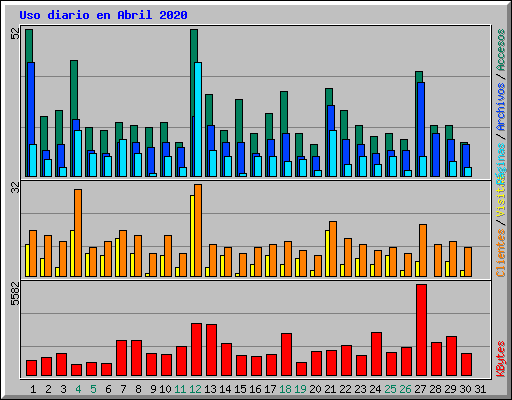 Uso diario en Abril 2020
52
32
5582
Clientes / Visitas
Páginas / Archivos / Accesos
KBytes
1 2 3 4 5 6 7 8 9 10 11 12 13 14 15 16 17 18 19 20 21 22 23 24 25 26 27 28 29 30 31